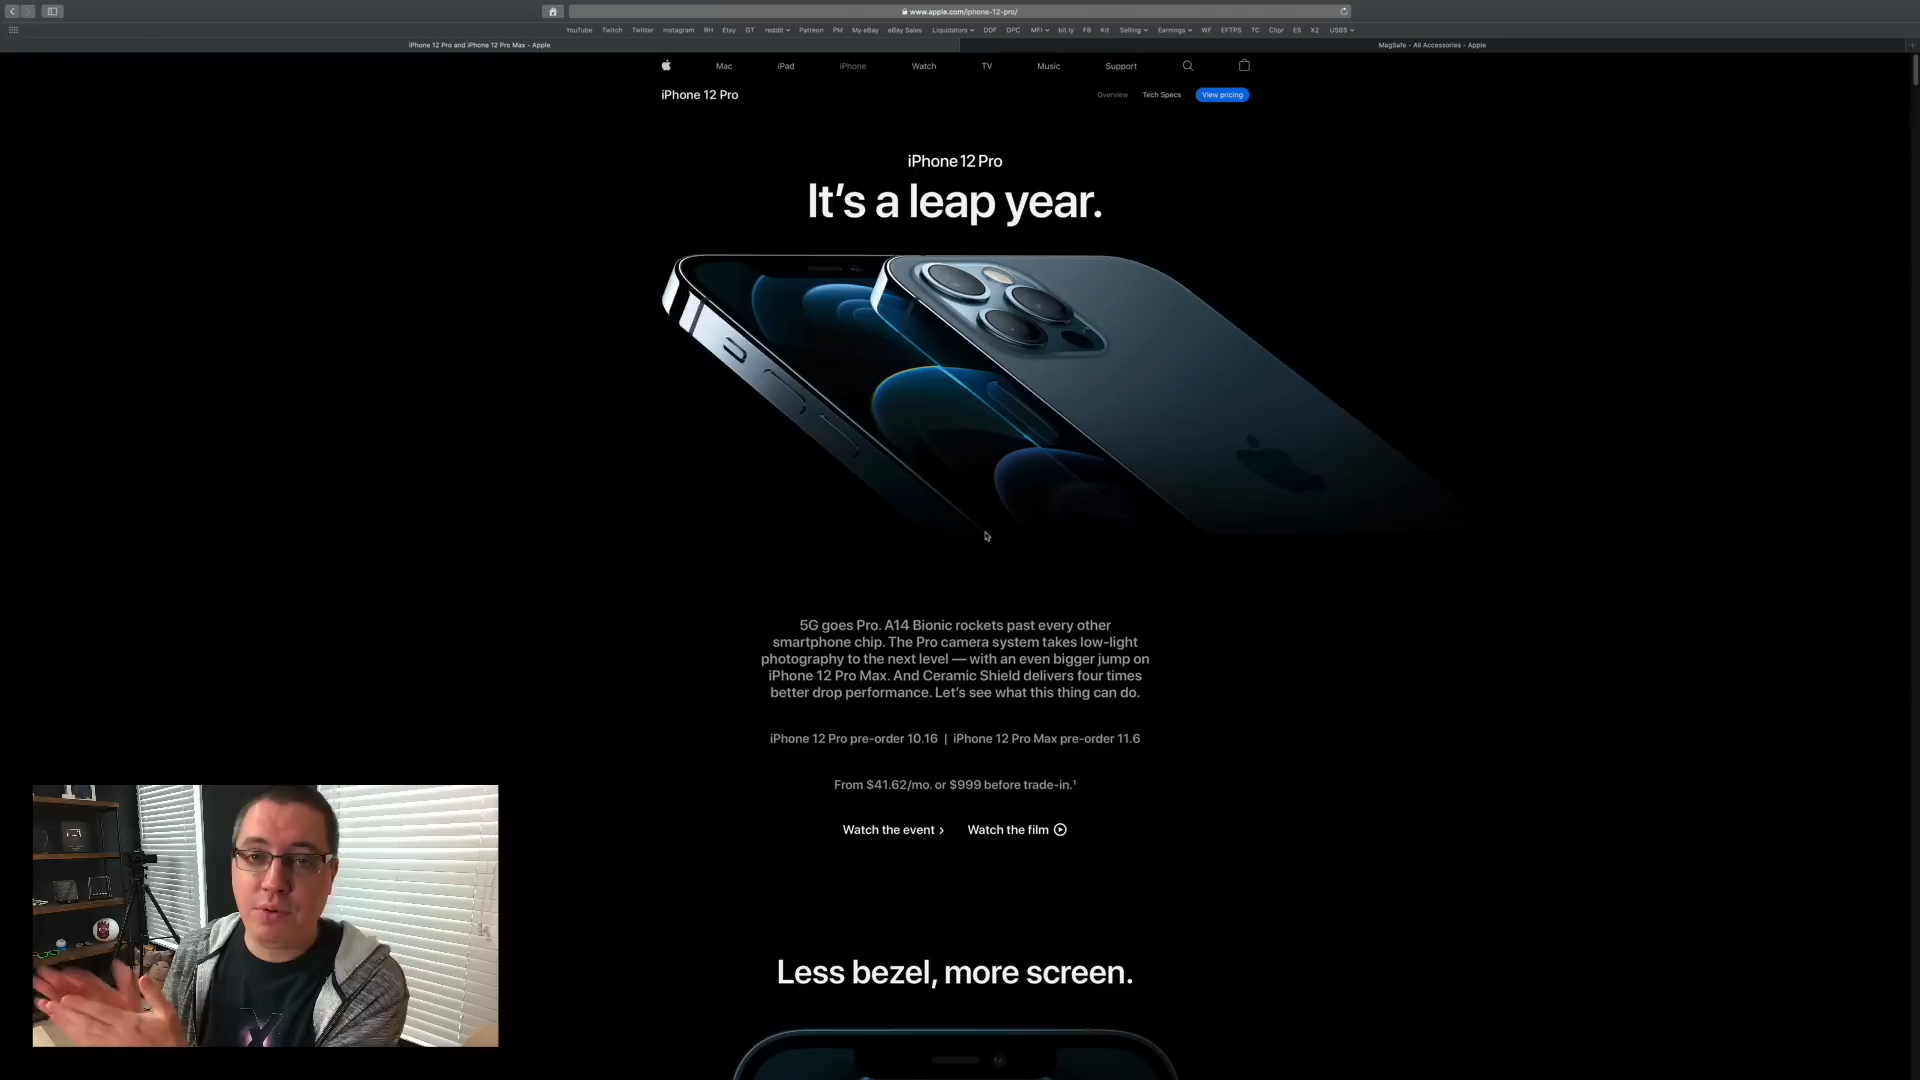 www.apple.com/iphone-12-pro/
YouTube Twitch Twitter Instagram RH Etsy GT reddit Patreon PM My eBay eBay Sales Liquidators DDF DPC MFI bit.ly FB Kit Selling Earnings WF EFTPS TC Clipr ES X2 USBS
iPhone 12 Pro and iPhone 12 Pro Max - Apple
MagSafe - All Accessories - Apple
Mac iPad iPhone Watch TV Music Support
iPhone 12 Pro
Overview Tech Specs View pricing
iPhone 12 Pro
It's a leap year.
5G goes Pro. A14 Bionic rockets past every other
smartphone chip. The Pro camera system takes low-light
photography to the next level — with an even bigger jump on
iPhone 12 Pro Max. And Ceramic Shield delivers four times
better drop performance. Let's see what this thing can do.
iPhone 12 Pro pre-order 10.16 | iPhone 12 Pro Max pre-order 11.6
From $41.62/mo. or $999 before trade-in.¹
Watch the event › Watch the film
Less bezel, more screen.
X